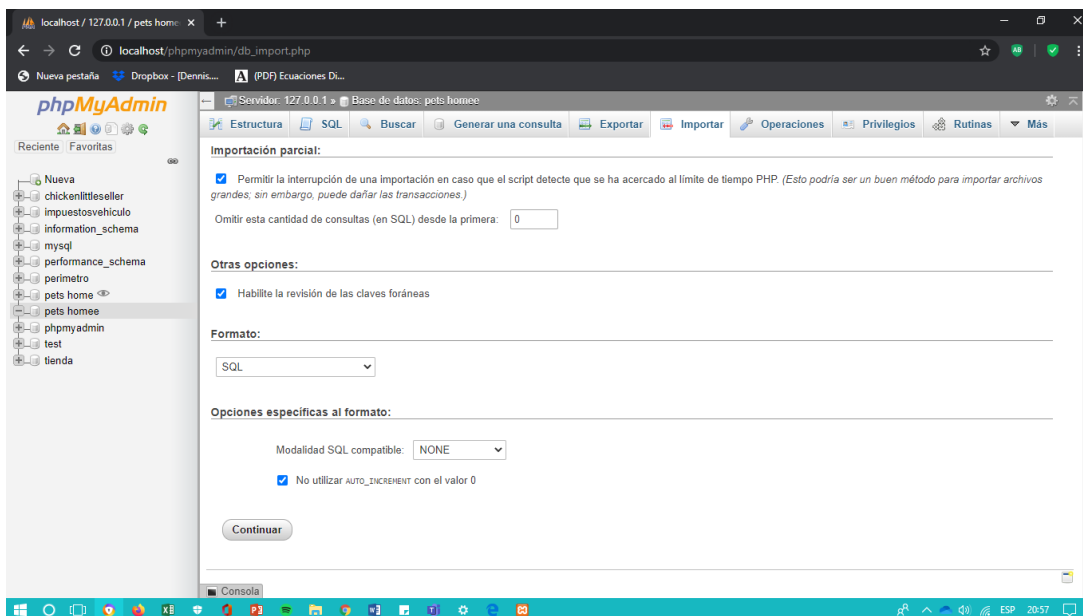 localhost / 127.0.0.1 / pets home
localhost/phpmyadmin/db_import.php
AB
Nueva pestaña
Dropbox - [Dennis....
(PDF) Ecuaciones Di...
phpMyAdmin
Reciente Favoritas
Nueva
chickenlittleseller
impuestosvehiculo
information_schema
mysql
performance_schema
perimetro
pets home
pets homee
phpmyadmin
test
tienda
Servidor: 127.0.0.1 » Base de datos: pets homee
Estructura SQL Buscar Generar una consulta Exportar Importar Operaciones Privilegios Rutinas Más
Importación parcial:
Permitir la interrupción de una importación en caso que el script detecte que se ha acercado al límite de tiempo PHP. (Esto podría ser un buen método para importar archivos
grandes; sin embargo, puede dañar las transacciones.)
Omitir esta cantidad de consultas (en SQL) desde la primera: 0
Otras opciones:
Habilite la revisión de las claves foráneas
Formato:
SQL
Opciones específicas al formato:
Modalidad SQL compatible: NONE
No utilizar AUTO_INCREMENT con el valor 0
Continuar
Consola
ESP 20:57